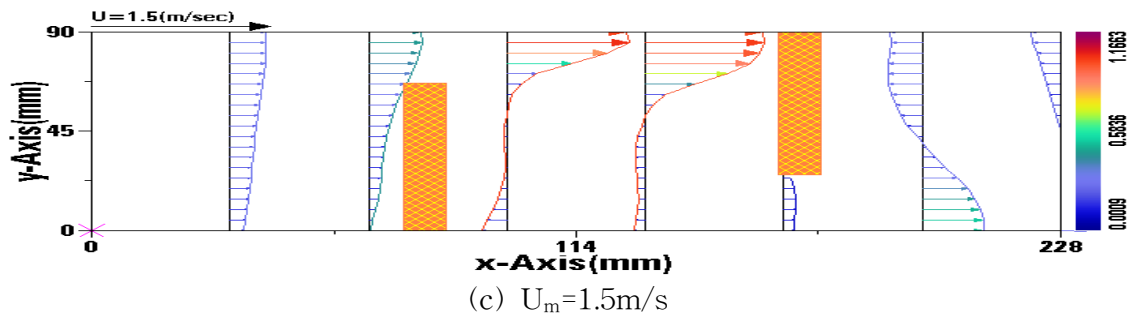 U=1.5(m/sec)
90
45
0
y-Axis(mm)
0
114
228
x-Axis(mm)
1.1663
0.5836
0.0009
(c) Uₘ=1.5m/s